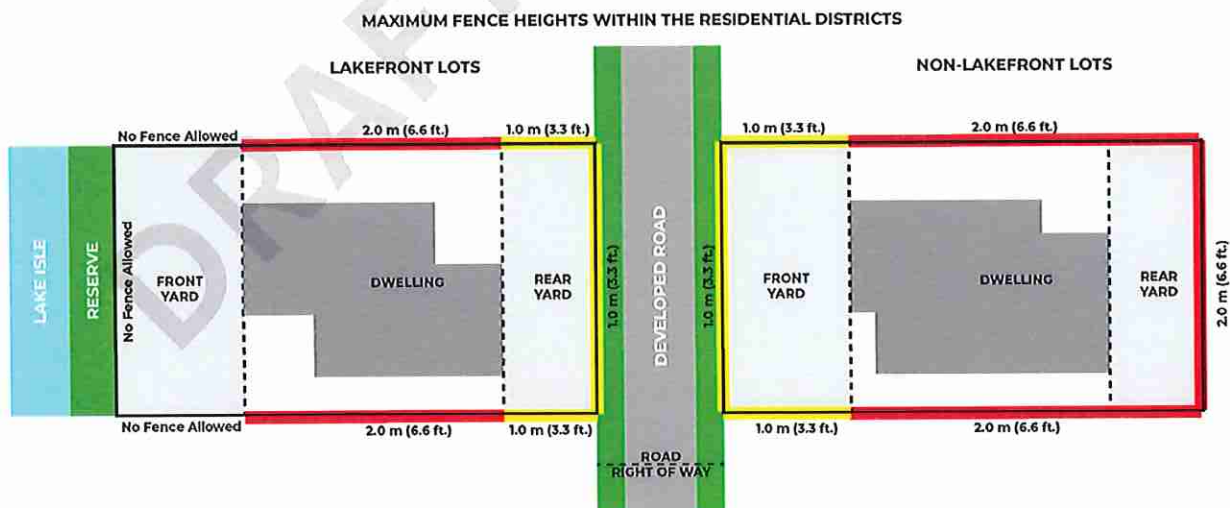 MAXIMUM FENCE HEIGHTS WITHIN THE RESIDENTIAL DISTRICTS
LAKEFRONT LOTS
NON-LAKEFRONT LOTS
No Fence Allowed
2.0 m (6.6 ft.)
1.0 m (3.3 ft.)
1.0 m (3.3 ft.)
2.0 m (6.6 ft.)
LAKE ISLE
RESERVE
No Fence Allowed
FRONT
YARD
DWELLING
REAR
YARD
1.0 m (3.3 ft.)
DEVELOPED ROAD
1.0 m (3.3 ft.)
FRONT
YARD
DWELLING
REAR
YARD
2.0 m (6.6 ft.)
No Fence Allowed
2.0 m (6.6 ft.)
1.0 m (3.3 ft.)
1.0 m (3.3 ft.)
2.0 m (6.6 ft.)
ROAD
RIGHT OF WAY
DRAFT